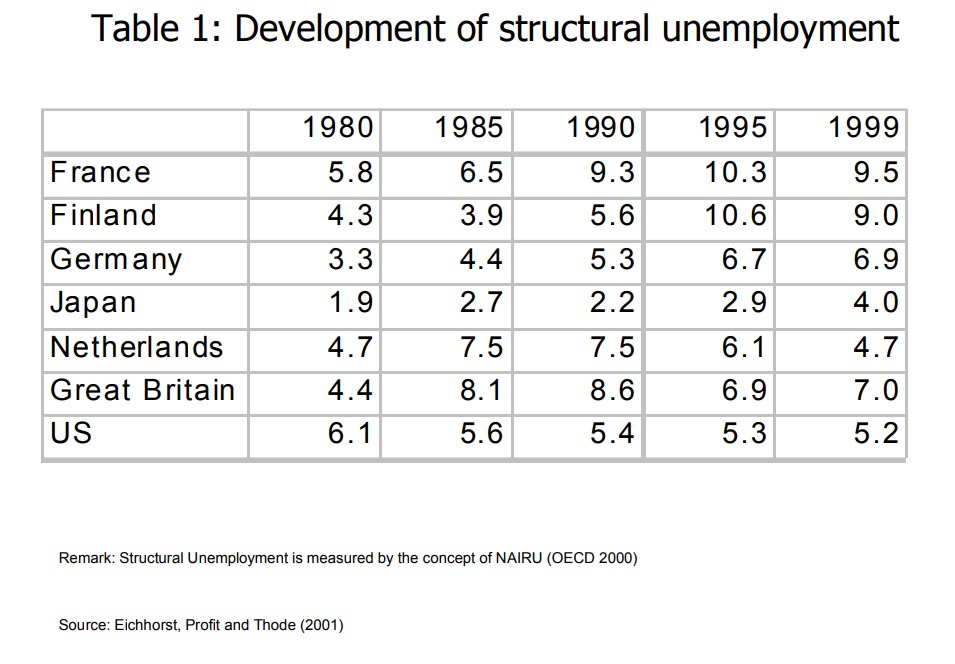 Table 1: Development of structural unemployment
1980 1985 1990 1995 1999
France 5.8 6.5 9.3 10.3 9.5
Finland 4.3 3.9 5.6 10.6 9.0
Germany 3.3 4.4 5.3 6.7 6.9
Japan 1.9 2.7 2.2 2.9 4.0
Netherlands 4.7 7.5 7.5 6.1 4.7
Great Britain 4.4 8.1 8.6 6.9 7.0
US 6.1 5.6 5.4 5.3 5.2
Remark: Structural Unemployment is measured by the concept of NAIRU (OECD 2000)
Source: Eichhorst, Profit and Thode (2001)